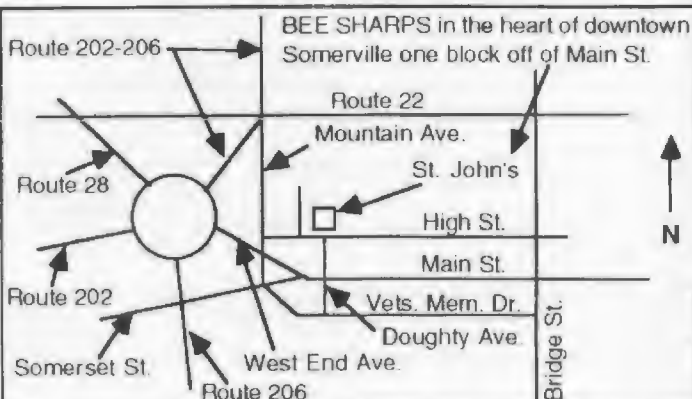 BEE SHARPS in the heart of downtown
Somerville one block off of Main St.
Route 202-206
Route 22
Mountain Ave.
St. John's
Route 28
High St.
N
Main St.
Route 202
Vets. Mem. Dr.
Doughty Ave.
Somerset St.
West End Ave.
Route 206
Bridge St.